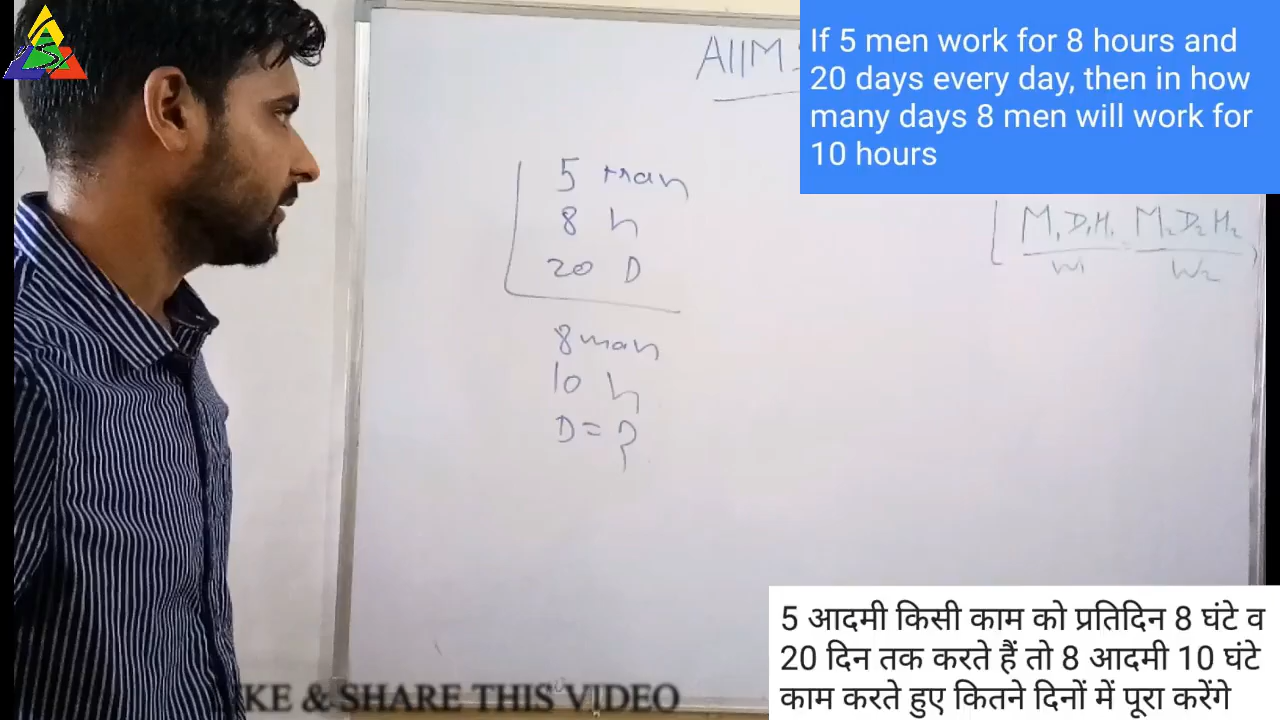 AIIMS
If 5 men work for 8 hours and
20 days every day, then in how
many days 8 men will work for
10 hours
5 man
8 h
20 D
8 man
10 h
D = ?
M₁D₁H₁ M₂D₂H₂
W₁ W₂
5 आदमी किसी काम को प्रतिदिन 8 घंटे व
20 दिन तक करते हैं तो 8 आदमी 10 घंटे
काम करते हुए कितने दिनों में पूरा करेंगे
KE & SHARE THIS VIDEO